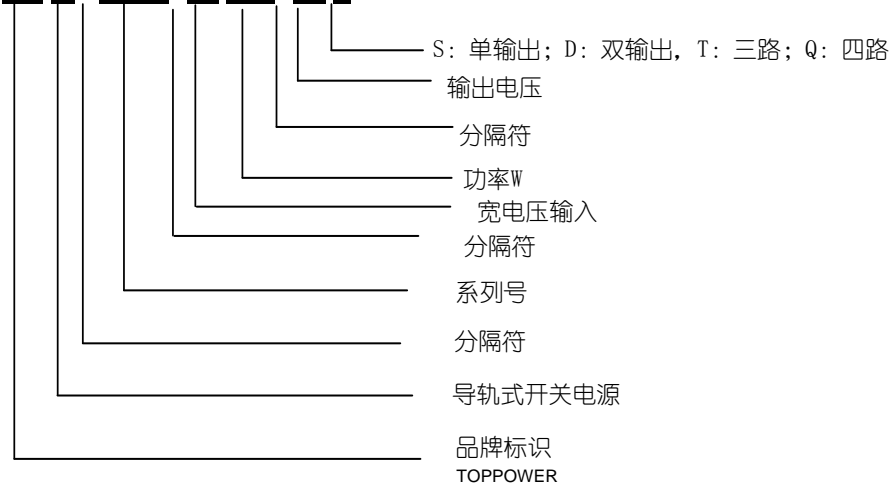 S: 单输出; D: 双输出, T: 三路; Q: 四路
输出电压
分隔符
功率W
宽电压输入
分隔符
系列号
分隔符
导轨式开关电源
品牌标识
TOPPOWER